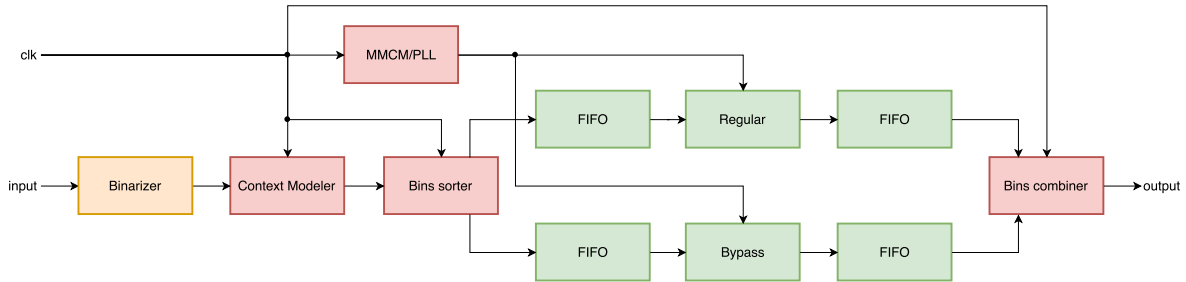 clk
MMCM/PLL
FIFO
Regular
FIFO
input
Binarizer
Context Modeler
Bins sorter
Bins combiner
output
FIFO
Bypass
FIFO